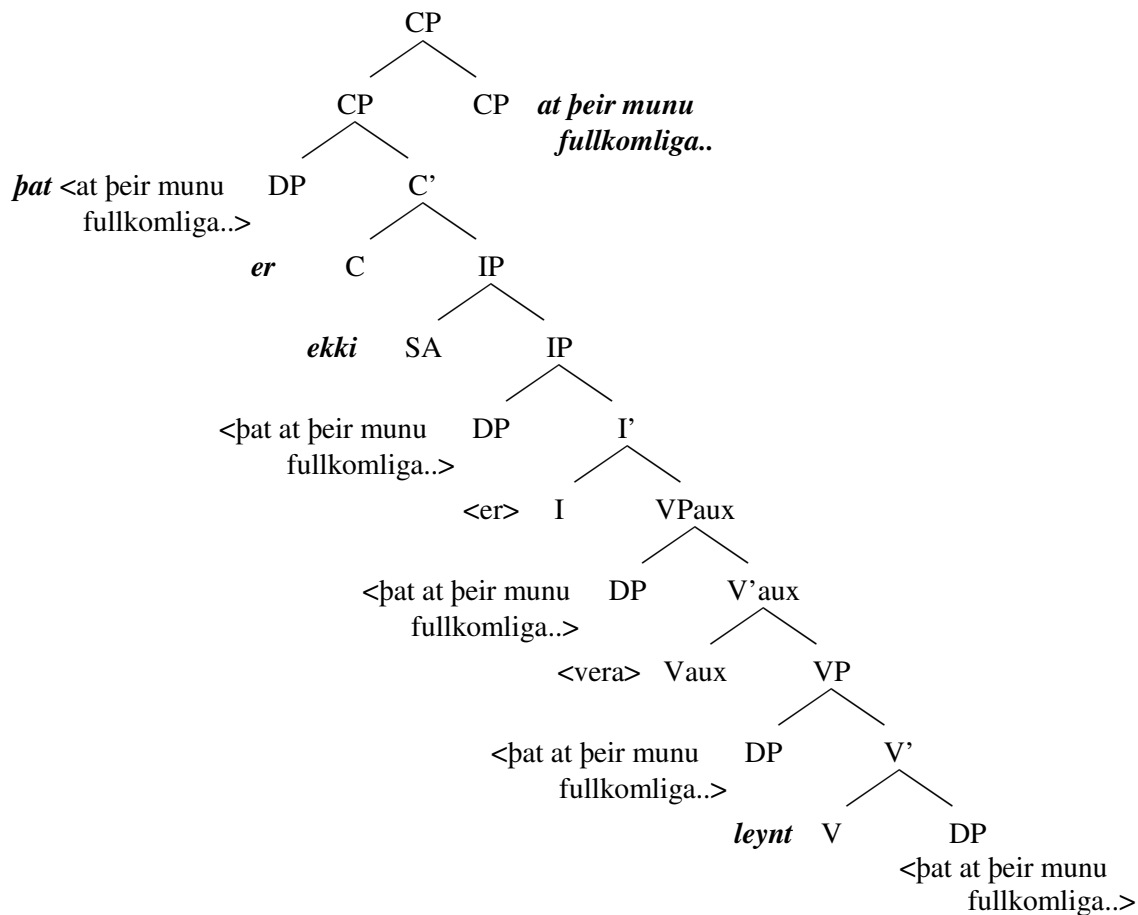 CP
CP CP at þeir munu
fullkomliga..
þat <at þeir munu DP C’
fullkomliga..>
er C IP
ekki SA IP
<þat at þeir munu DP I’
fullkomliga..>
<er> I VPaux
<þat at þeir munu DP V’aux
fullkomliga..>
<vera> Vaux VP
<þat at þeir munu DP V’
fullkomliga..>
leynt V DP
<þat at þeir munu
fullkomliga..>